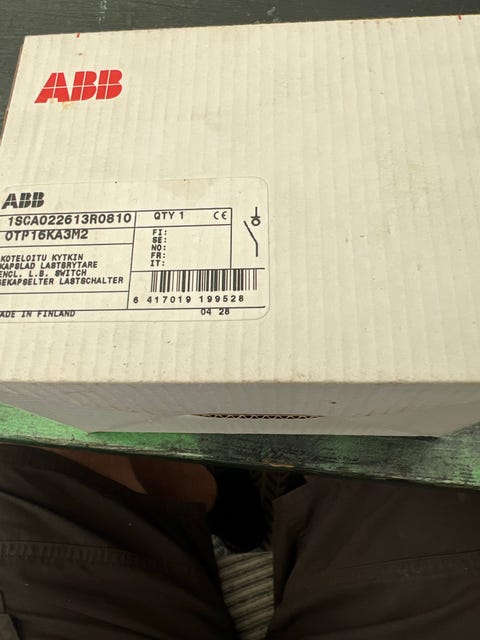 ABB
ABB
1SCA022613R0810
OTP16KA3M2
QTY 1
CE
FI:
SE:
NO:
FR:
IT:
KOTELOITU KYTKIN
KAPSLAD LASTBRYTARE
ENCL. L.B. SWITCH
GEKAPSELTER LASTSCHALTER
6 417019 199528
MADE IN FINLAND
04 28